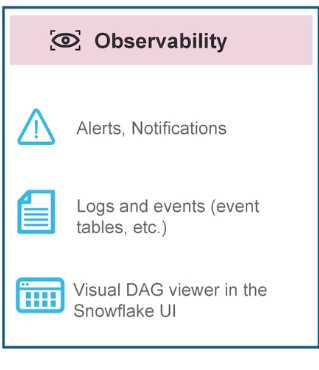 Observability
Alerts, Notifications
Logs and events (event
tables, etc.)
Visual DAG viewer in the
Snowflake UI